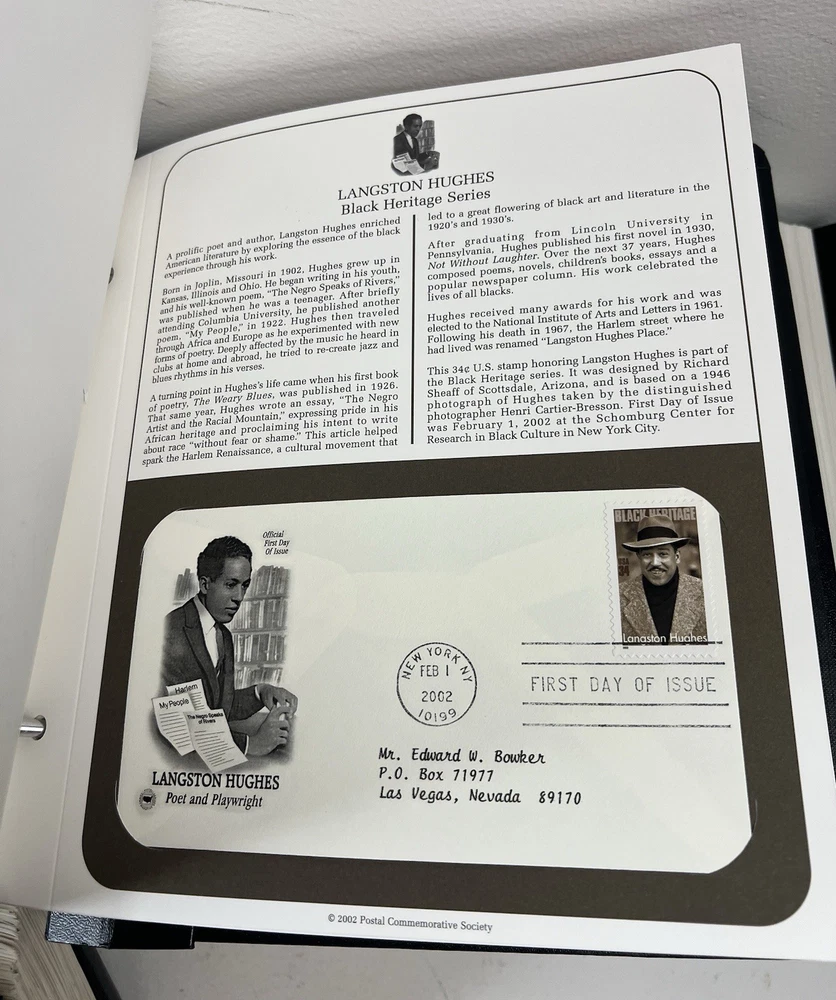 LANGSTON HUGHES
Black Heritage Series
A prolific poet and author, Langston Hughes enriched
American literature by exploring the essence of the black
experience through his work.
Born in Joplin, Missouri in 1902, Hughes grew up in
Kansas, Illinois and Ohio. He began writing in his youth,
and his well-known poem, "The Negro Speaks of Rivers,"
was published when he was a teenager. After briefly
attending Columbia University, he published another
poem, "My People," in 1922. Hughes then traveled
through Africa and Europe as he experimented with new
forms of poetry. Deeply affected by the music he heard in
clubs at home and abroad, he tried to re-create jazz and
blues rhythms in his verses.
A turning point in Hughes's life came when his first book
of poetry, The Weary Blues, was published in 1926.
That same year, Hughes wrote an essay, "The Negro
Artist and the Racial Mountain," expressing pride in his
African heritage and proclaiming his intent to write
about race "without fear or shame." This article helped
spark the Harlem Renaissance, a cultural movement that
led to a great flowering of black art and literature in the
1920's and 1930's.
After graduating from Lincoln University in
Pennsylvania, Hughes published his first novel in 1930,
Not Without Laughter. Over the next 37 years, Hughes
composed poems, novels, children's books, essays and a
popular newspaper column. His work celebrated the
lives of all blacks.
Hughes received many awards for his work and was
elected to the National Institute of Arts and Letters in 1961.
Following his death in 1967, the Harlem street where he
had lived was renamed "Langston Hughes Place."
This 34¢ U.S. stamp honoring Langston Hughes is part of
the Black Heritage series. It was designed by Richard
Sheaff of Scottsdale, Arizona, and is based on a 1946
photograph of Hughes taken by the distinguished
photographer Henri Cartier-Bresson. First Day of Issue
was February 1, 2002 at the Schomburg Center for
Research in Black Culture in New York City.
Official
First Day
Of Issue
BLACK HERITAGE
USA
34
Langston Hughes
NEW YORK NY
FEB 1
2002
10199
FIRST DAY OF ISSUE
Harlem
My People
The Negro Speaks
of Rivers
LANGSTON HUGHES
Poet and Playwright
Mr. Edward W. Bowker
P.O. Box 71977
Las Vegas, Nevada 89170
© 2002 Postal Commemorative Society